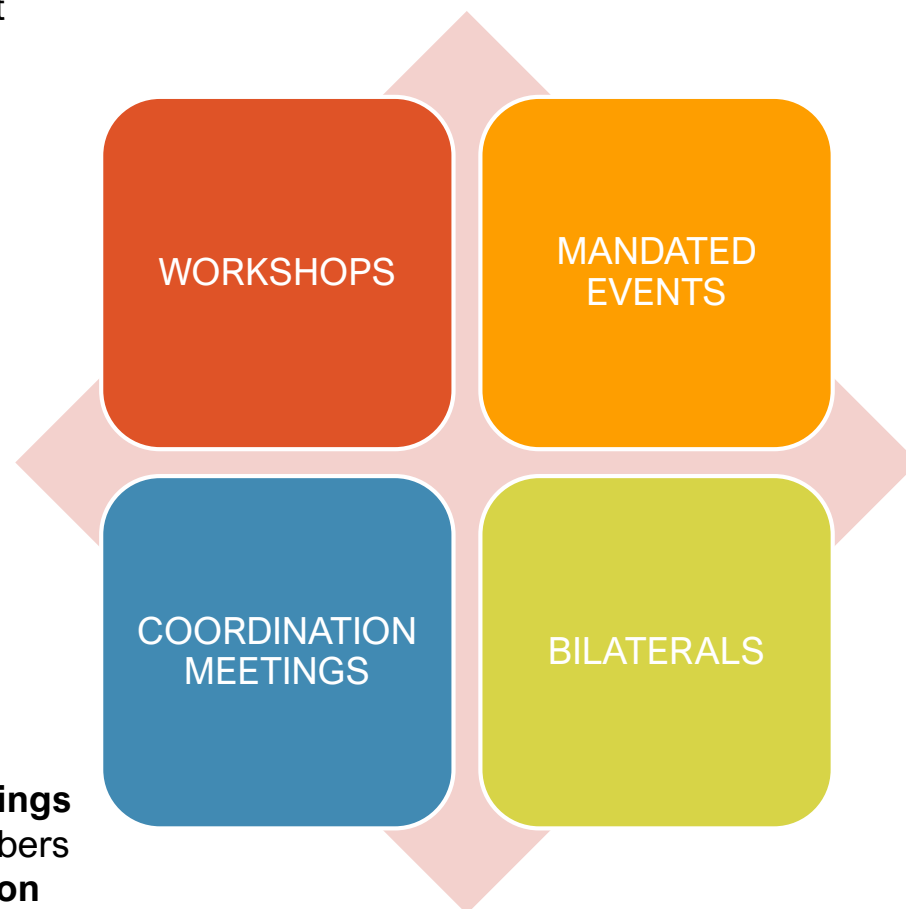 t
WORKSHOPS
MANDATED
EVENTS
COORDINATION
MEETINGS
BILATERALS
ings
bers
on